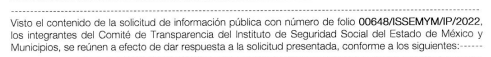 Visto el contenido de la solicitud de información pública con número de folio 00648/ISSEMYM/IP/2022,
los integrantes del Comité de Transparencia del Instituto de Seguridad Social del Estado de México y
Municipios, se reúnen a efecto de dar respuesta a la solicitud presentada, conforme a los siguientes:------